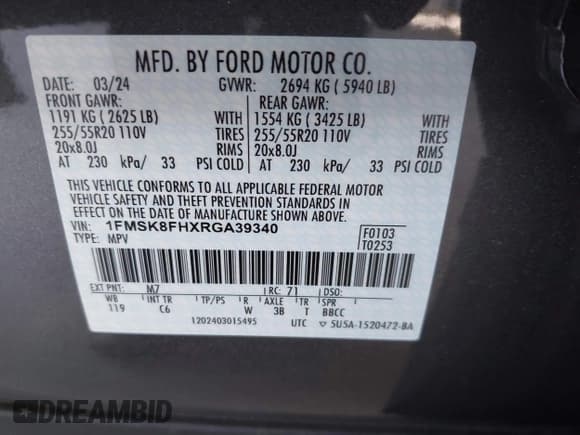 MFD. BY FORD MOTOR CO.
DATE: 03/24 GVWR: 2694 KG ( 5940 LB)
FRONT GAWR: REAR GAWR:
1191 KG ( 2625 LB) WITH 1554 KG ( 3425 LB) WITH
255/55R20 110V TIRES 255/55R20 110V TIRES
20x8.0J RIMS 20x8.0J RIMS
AT 230 kPa/ 33 PSI COLD AT 230 kPa/ 33 PSI COLD
THIS VEHICLE CONFORMS TO ALL APPLICABLE FEDERAL MOTOR
VEHICLE SAFETY AND THEFT PREVENTION STANDARDS IN
EFFECT ON THE DATE OF MANUFACTURE SHOWN ABOVE.
VIN: 1FMSK8FHXRGA39340 F0103
TYPE: MPV T0253
EXT PNT: M7 RC: 71 DSO:
WB INT TR TP/PS R AXLE TR SPR
119 C6 W 3B T BBCC
1202403015495 UTC ▽ 5U5A-1520472-BA
DREAMBID